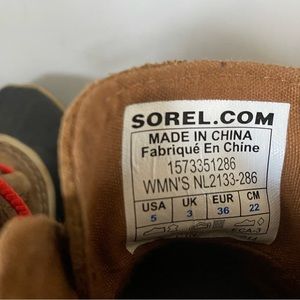 SOREL.COM
MADE IN CHINA
Fabriqué En Chine
1573351286
WMN'S NL2133-286
USA UK EUR CM
5 3 36 22